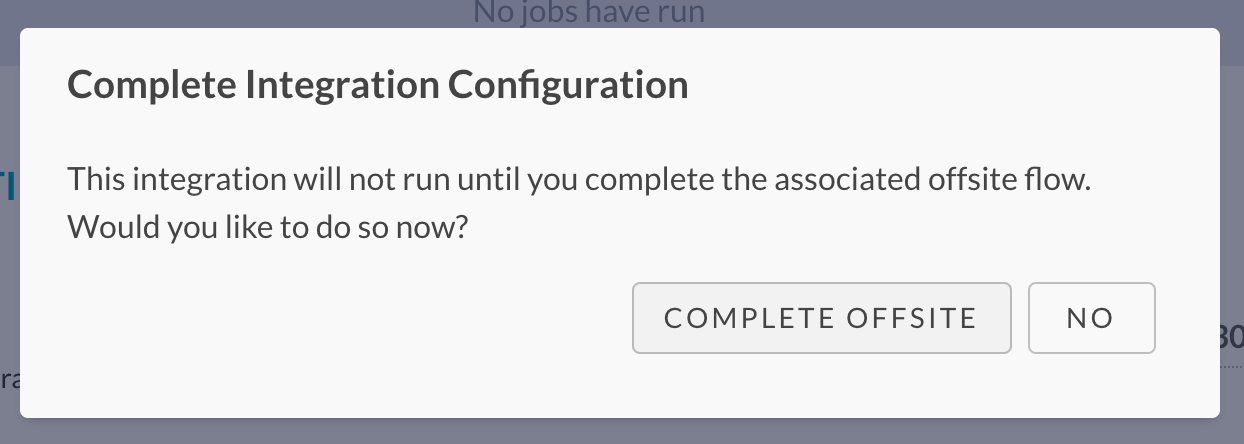 No jobs have run
Complete Integration Configuration
This integration will not run until you complete the associated offsite flow.
Would you like to do so now?
COMPLETE OFFSITE
NO
30
ra